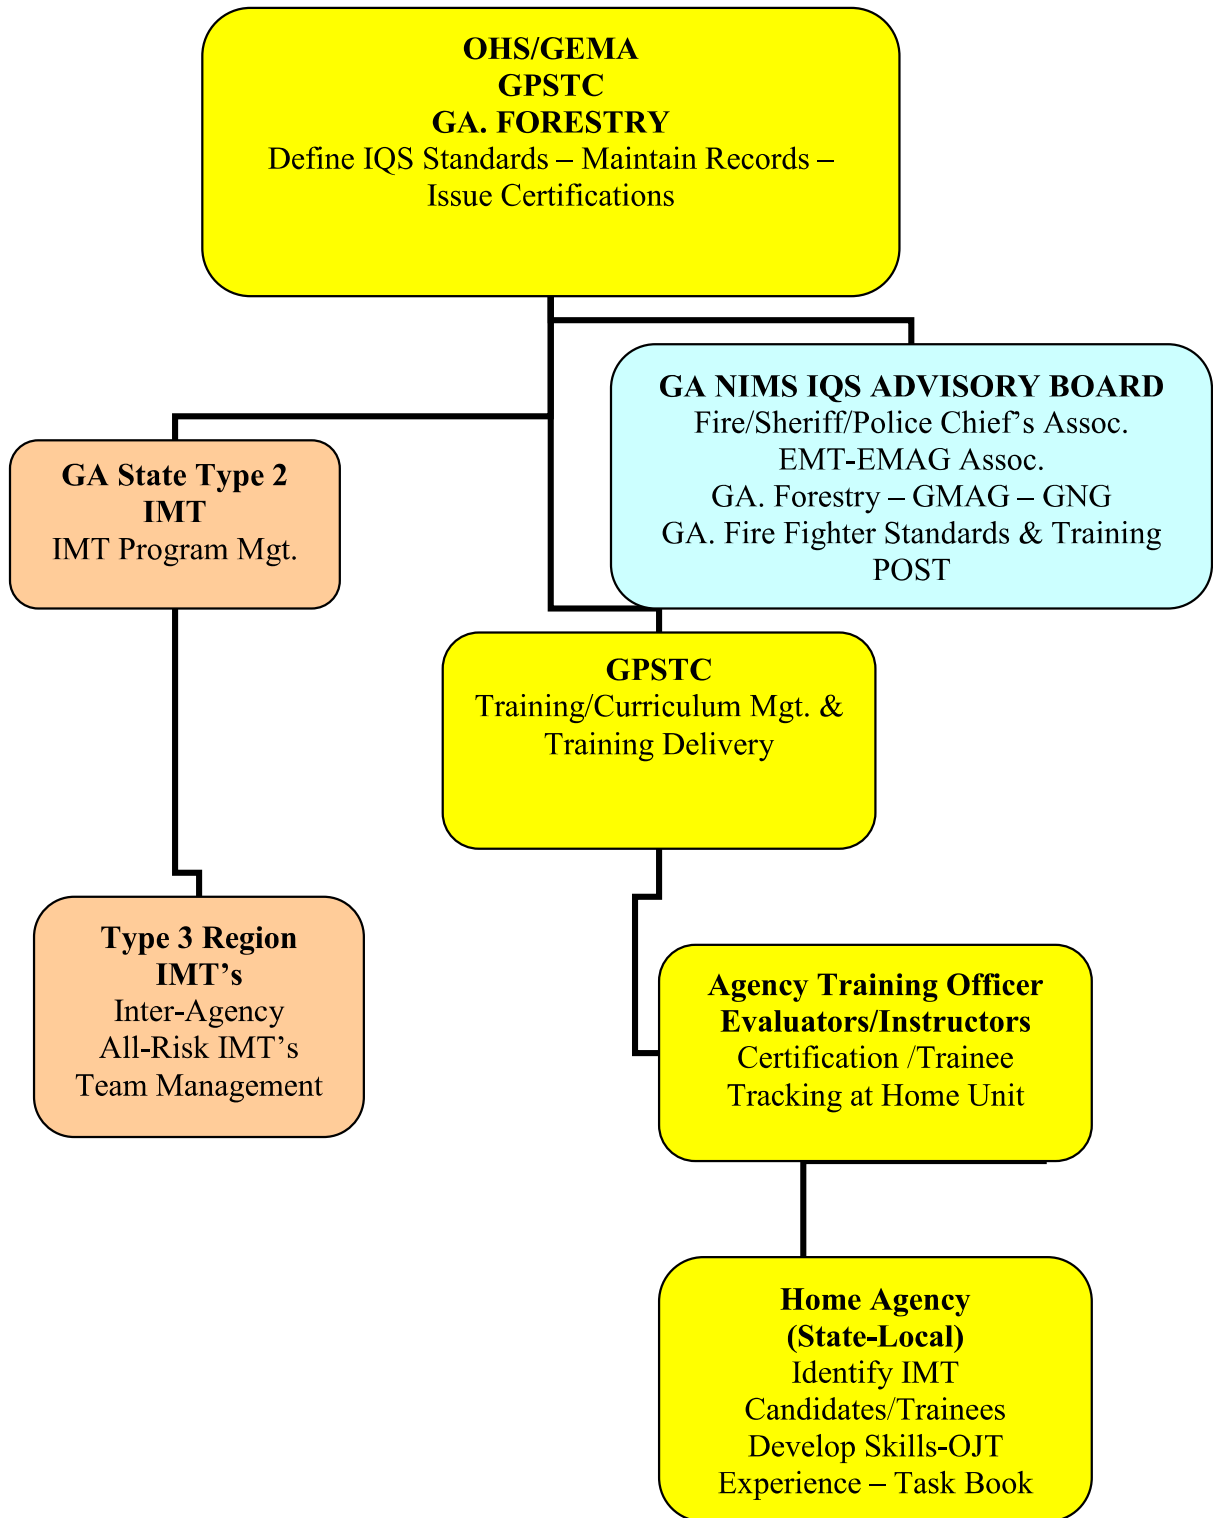 OHS/GEMA
GPSTC
GA. FORESTRY
Define IQS Standards – Maintain Records –
Issue Certifications
GA NIMS IQS ADVISORY BOARD
Fire/Sheriff/Police Chief's Assoc.
EMT-EMAG Assoc.
GA. Forestry – GMAG – GNG
GA. Fire Fighter Standards & Training
POST
GA State Type 2
IMT
IMT Program Mgt.
GPSTC
Training/Curriculum Mgt. &
Training Delivery
Type 3 Region
IMT’s
Inter-Agency
All-Risk IMT’s
Team Management
Agency Training Officer
Evaluators/Instructors
Certification /Trainee
Tracking at Home Unit
Home Agency
(State-Local)
Identify IMT
Candidates/Trainees
Develop Skills-OJT
Experience – Task Book